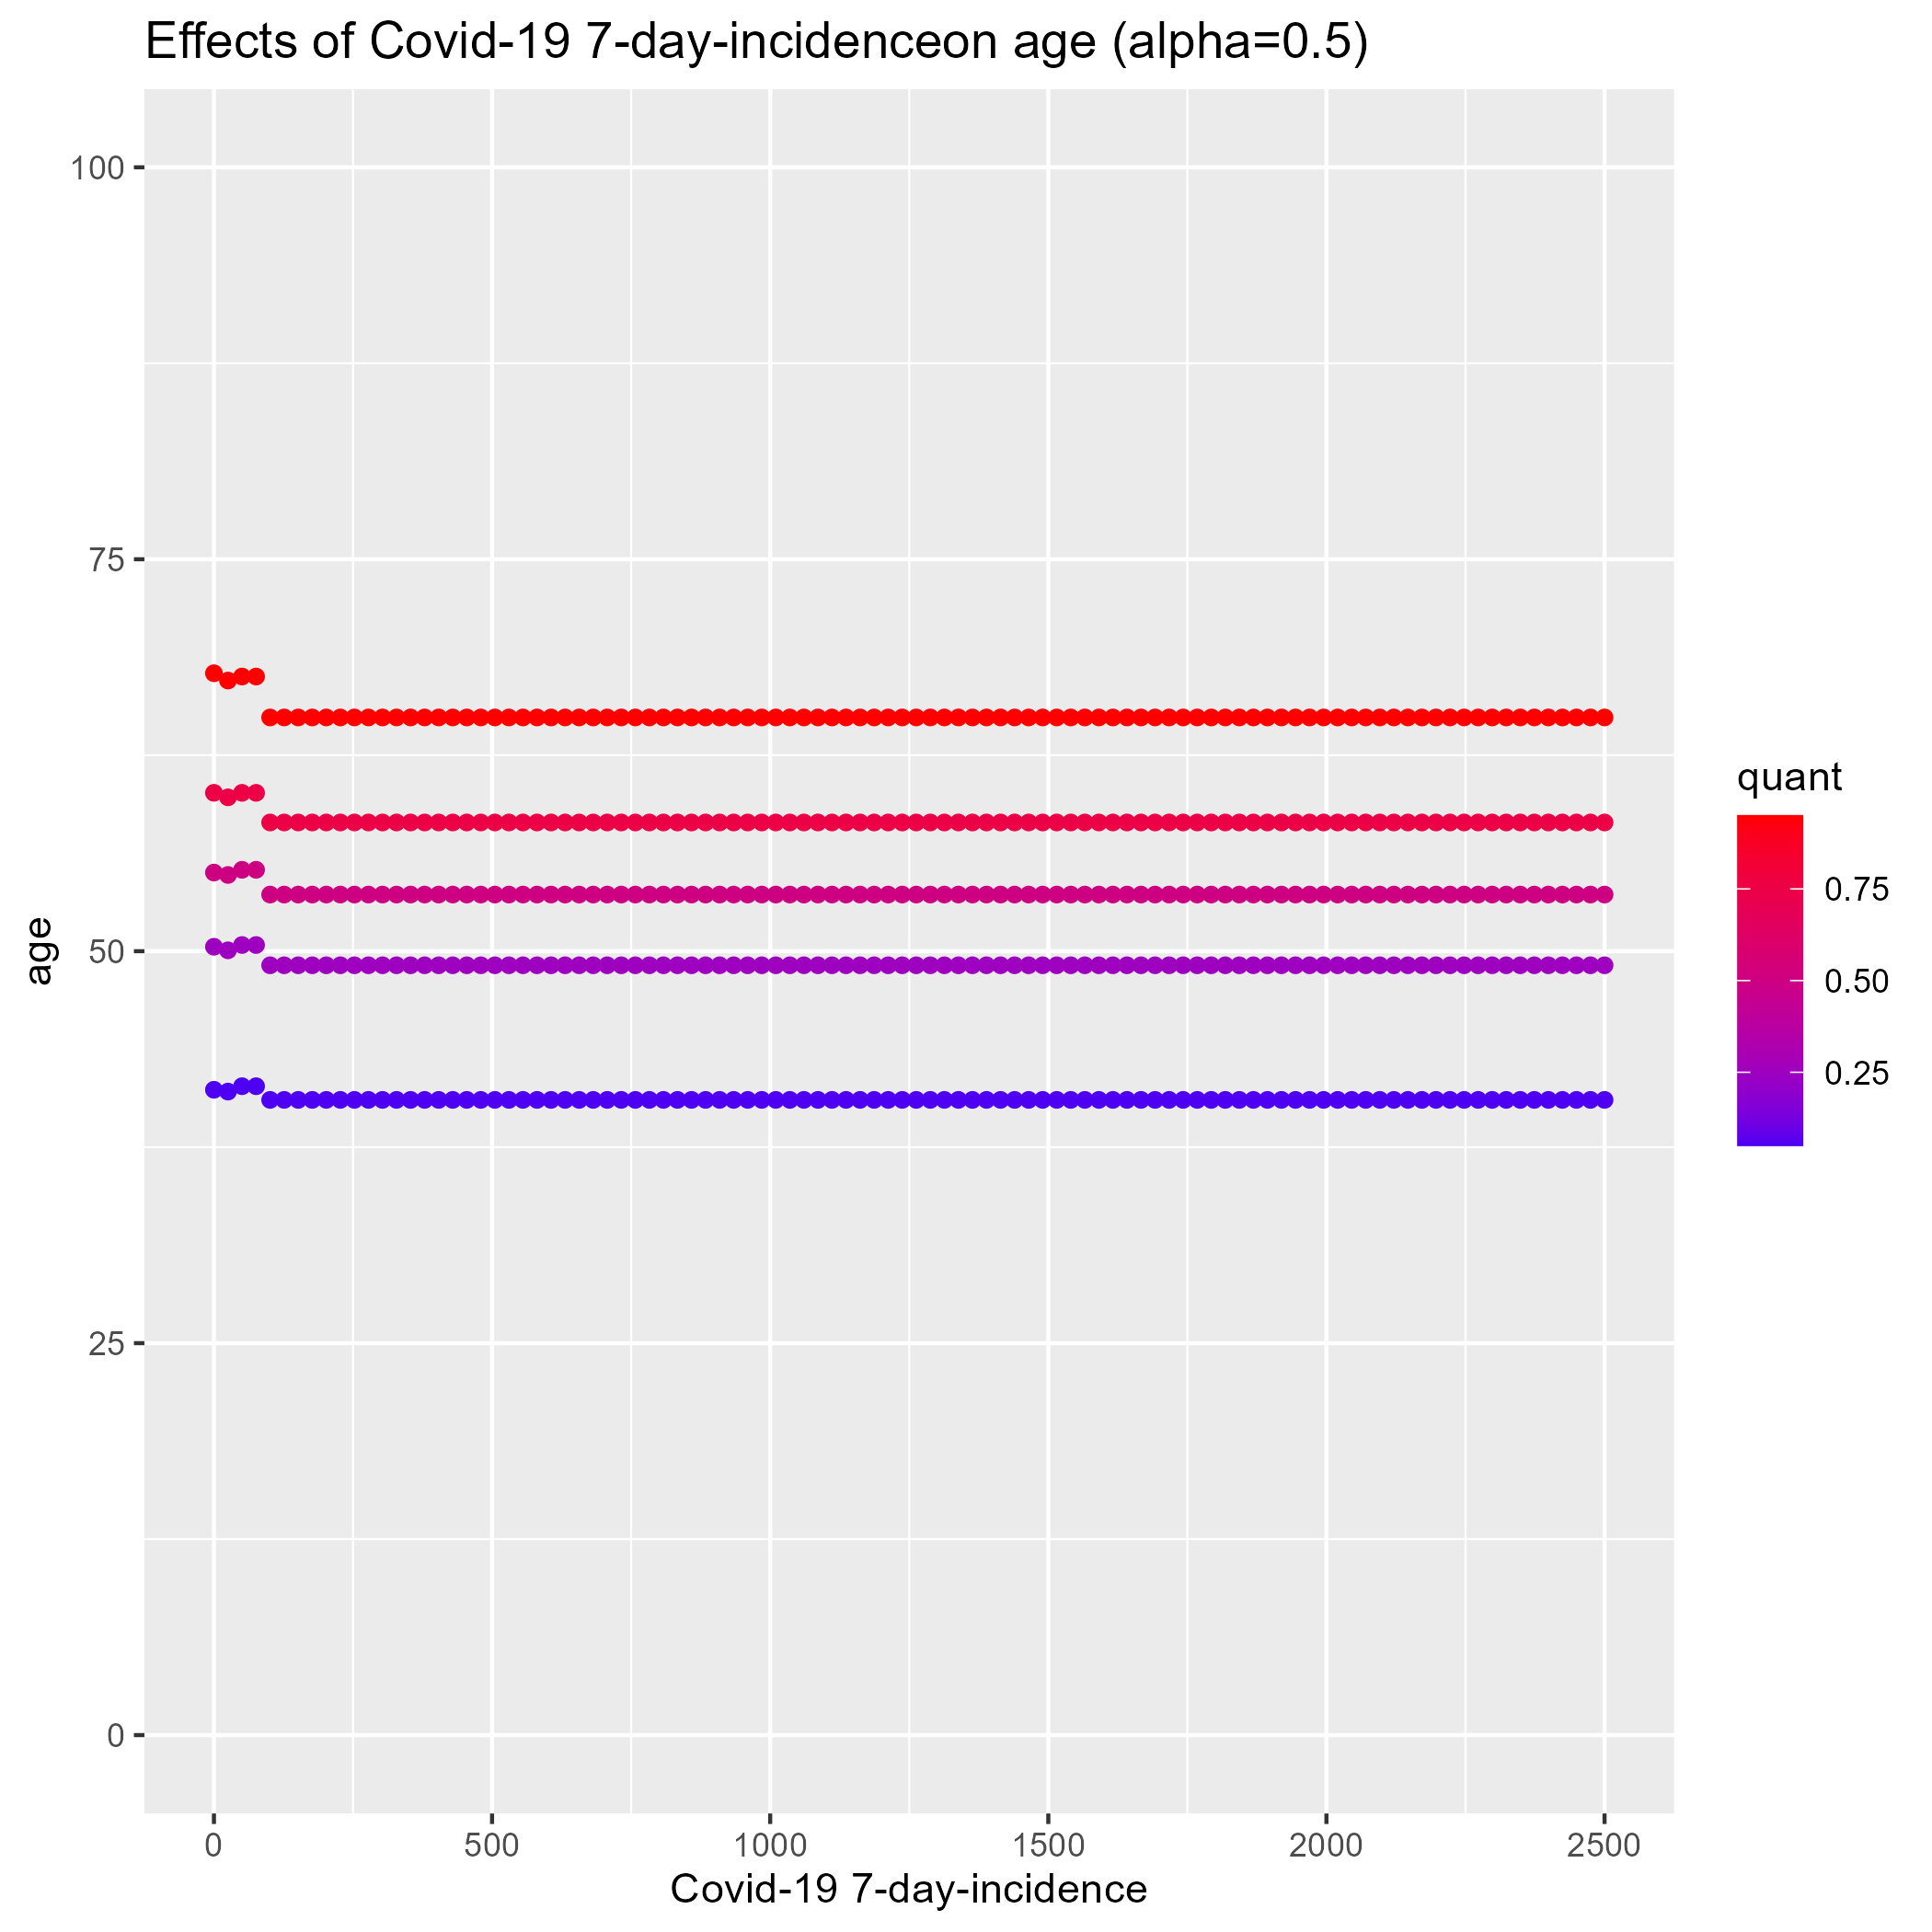 Effects of Covid-19 7-day-incidenceon age (alpha=0.5)
100
75
50
25
0
age
0 500 1000 1500 2000 2500
Covid-19 7-day-incidence
quant
0.75
0.50
0.25